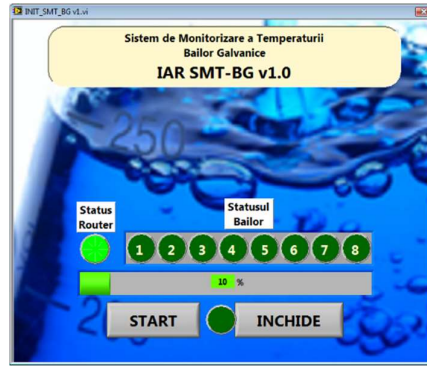 INIT_SMT_BG v1.vi
Sistem de Monitorizare a Temperaturii
Bailor Galvanice
IAR SMT-BG v1.0
250
Status
Router
Statusul
Bailor
1 2 3 4 5 6 7 8
10 %
START
INCHIDE